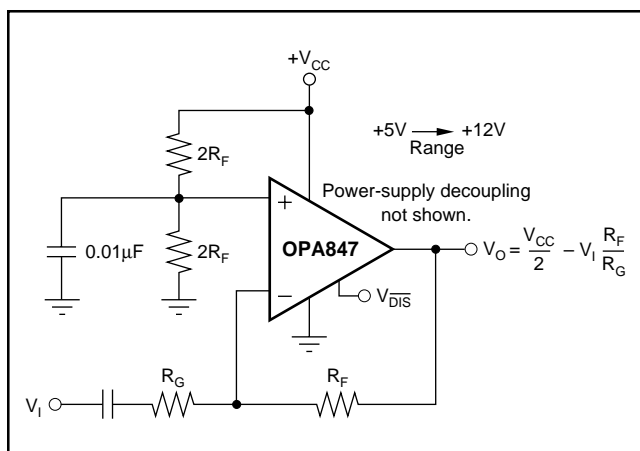 +V_CC
+5V → +12V
Range
2R_F
Power-supply decoupling
not shown.
+
OPA847
0.01µF
2R_F
V_O = V_CC/2 − V_I R_F/R_G
−
V_DIS̅
R_G
R_F
V_I